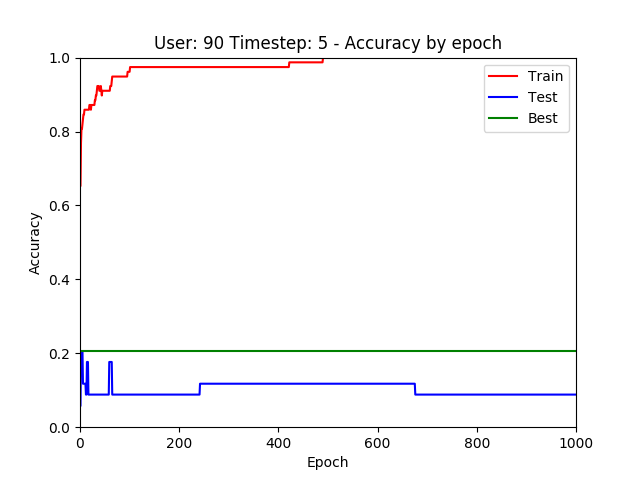 User: 90 Timestep: 5 - Accuracy by epoch
1.0
0.8
0.6
0.4
0.2
0.0
Accuracy
Train
Test
Best
0 200 400 600 800 1000
Epoch